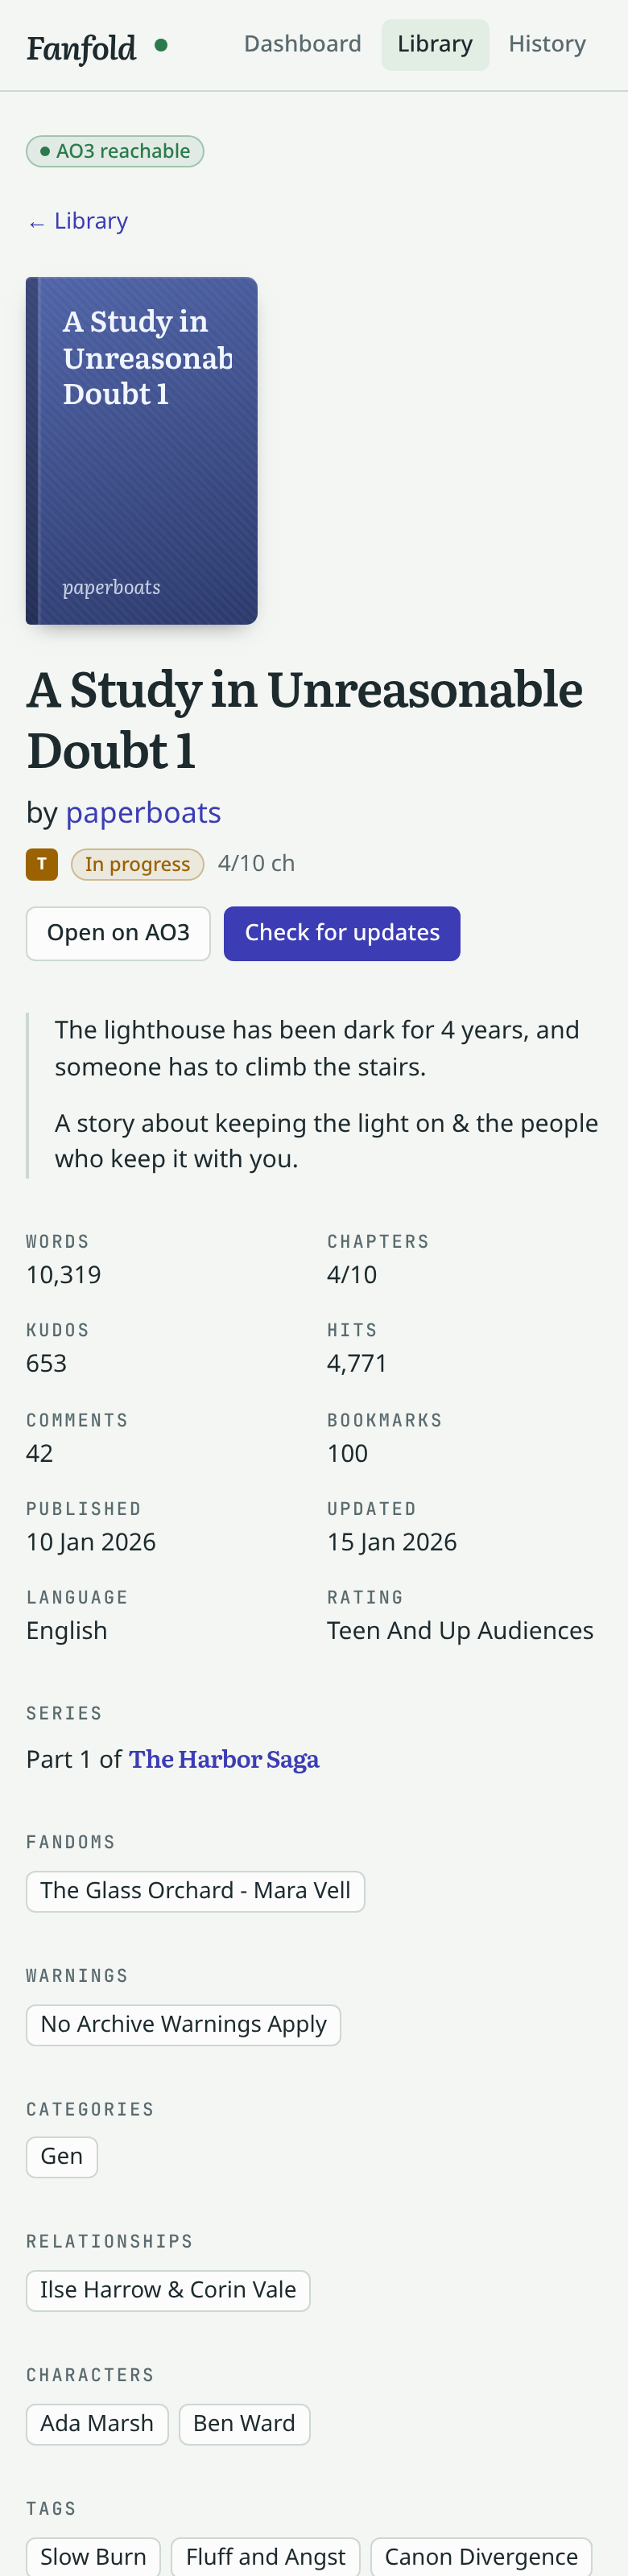 Fanfold
Dashboard Library History
AO3 reachable
← Library
A Study in
Unreasonab
Doubt 1
paperboats
A Study in Unreasonable
Doubt 1
by paperboats
T In progress 4/10 ch
Open on AO3 Check for updates
The lighthouse has been dark for 4 years, and
someone has to climb the stairs.
A story about keeping the light on & the people
who keep it with you.
WORDS CHAPTERS
10,319 4/10
KUDOS HITS
653 4,771
COMMENTS BOOKMARKS
42 100
PUBLISHED UPDATED
10 Jan 2026 15 Jan 2026
LANGUAGE RATING
English Teen And Up Audiences
SERIES
Part 1 of The Harbor Saga
FANDOMS
The Glass Orchard - Mara Vell
WARNINGS
No Archive Warnings Apply
CATEGORIES
Gen
RELATIONSHIPS
Ilse Harrow & Corin Vale
CHARACTERS
Ada Marsh Ben Ward
TAGS
Slow Burn Fluff and Angst Canon Divergence